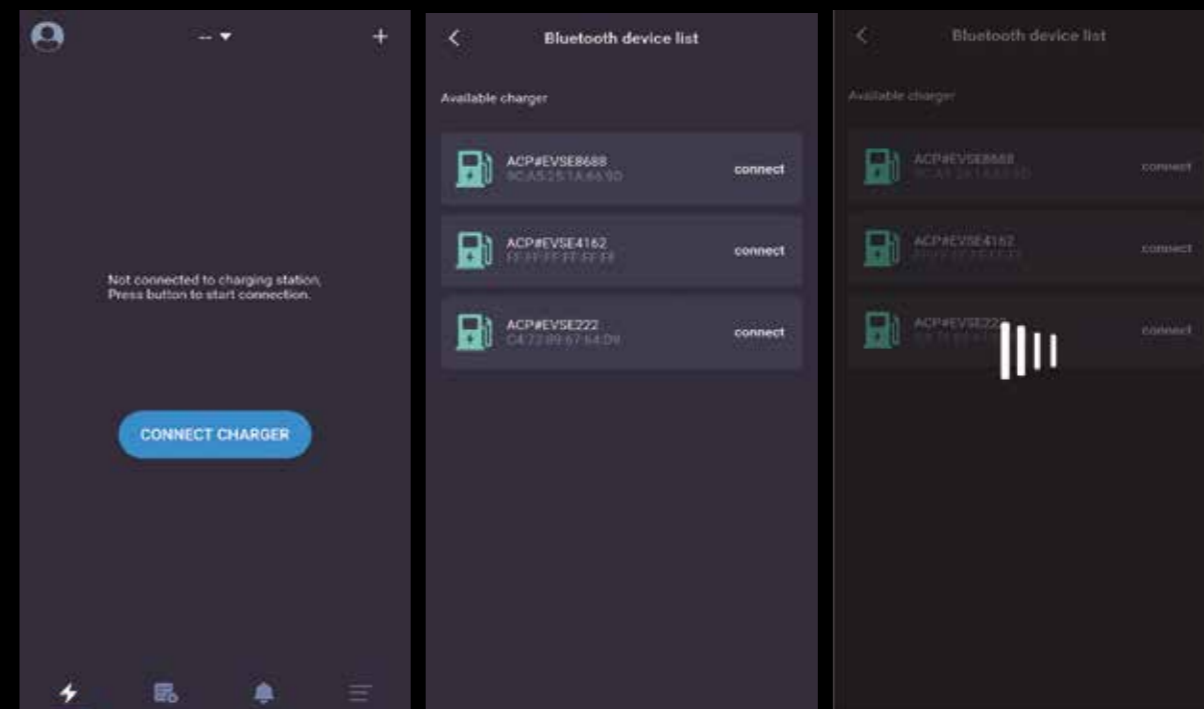 --
+
Not connected to charging station,
Press button to start connection.
CONNECT CHARGER
Bluetooth device list
Available charger
ACP#EVSE8688
connect
ACP#EVSE4162
FF:FF:FF:FF:FF:FF
connect
ACP#EVSE222
connect
Bluetooth device list
Available charger
ACP#EVSE8688
connect
ACP#EVSE4162
connect
connect